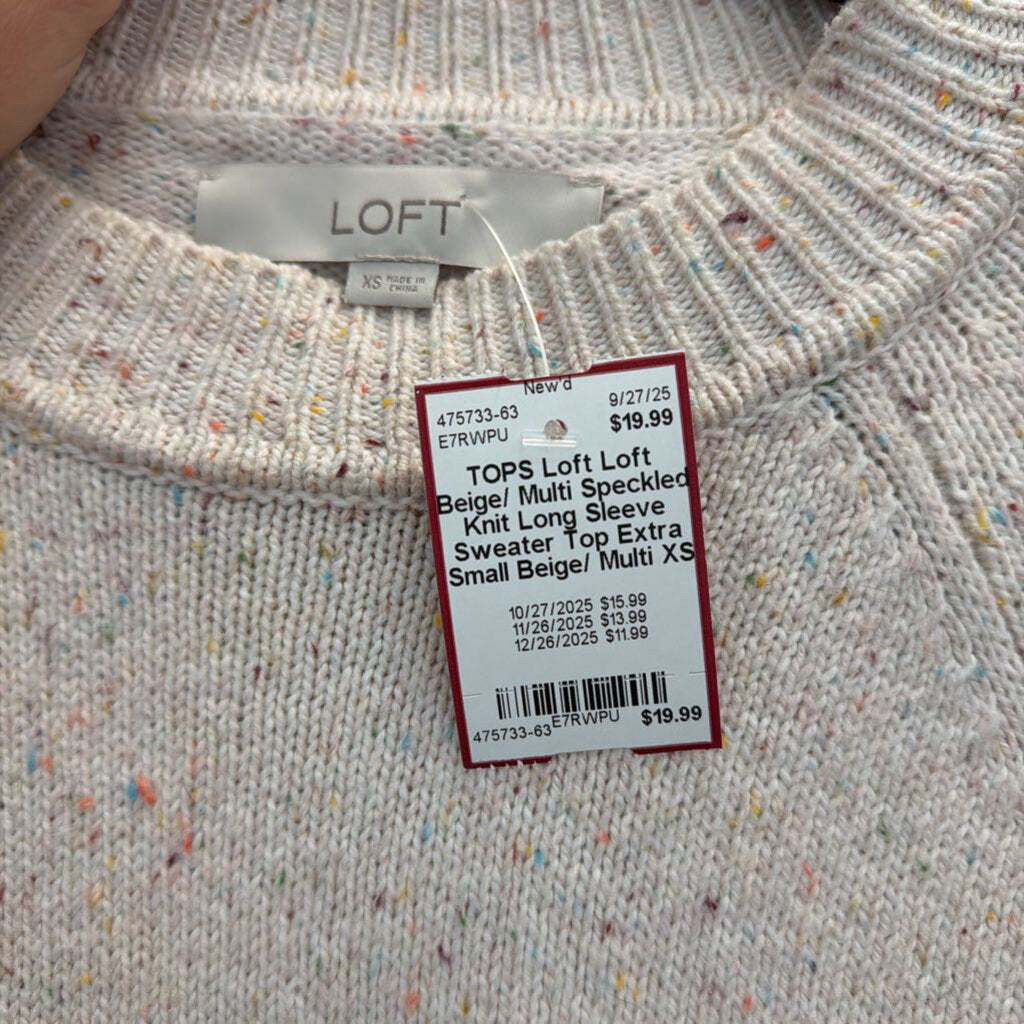 LOFT
XS MADE IN
CHINA
New'd
475733-63 9/27/25
E7RWPU $19.99
TOPS Loft Loft
Beige/ Multi Speckled
Knit Long Sleeve
Sweater Top Extra
Small Beige/ Multi XS
10/27/2025 $15.99
11/26/2025 $13.99
12/26/2025 $11.99
475733-63 E7RWPU $19.99